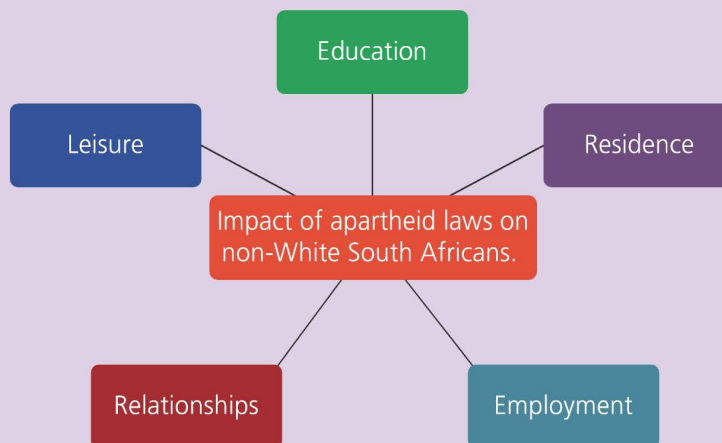 Education
Leisure
Residence
Impact of apartheid laws on
non-White South Africans.
Relationships
Employment